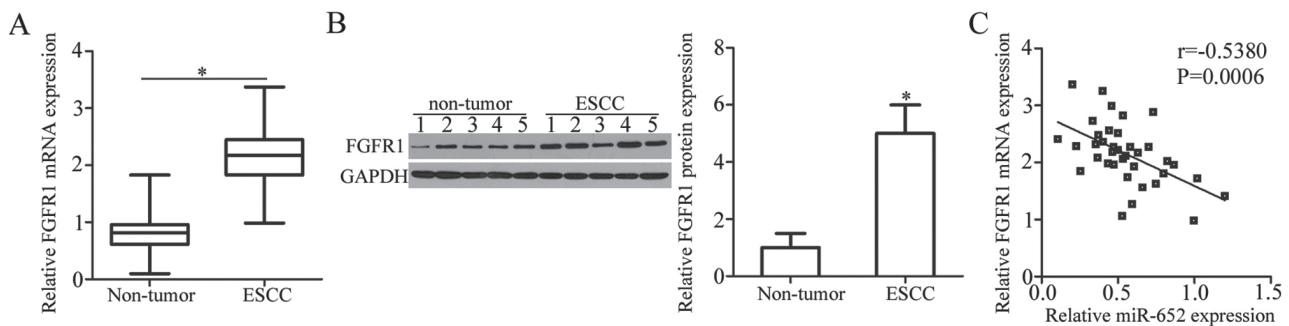 A
Relative FGFR1 mRNA expression
4
3
2
1
0
*
Non-tumor ESCC
B
non-tumor ESCC
1 2 3 4 5 1 2 3 4 5
FGFR1
GAPDH
Relative FGFR1 protein expression
8
6
4
2
0
*
Non-tumor ESCC
C
Relative FGFR1 mRNA expression
4
3
2
1
0
r=-0.5380
P=0.0006
0.0 0.5 1.0 1.5
Relative miR-652 expression